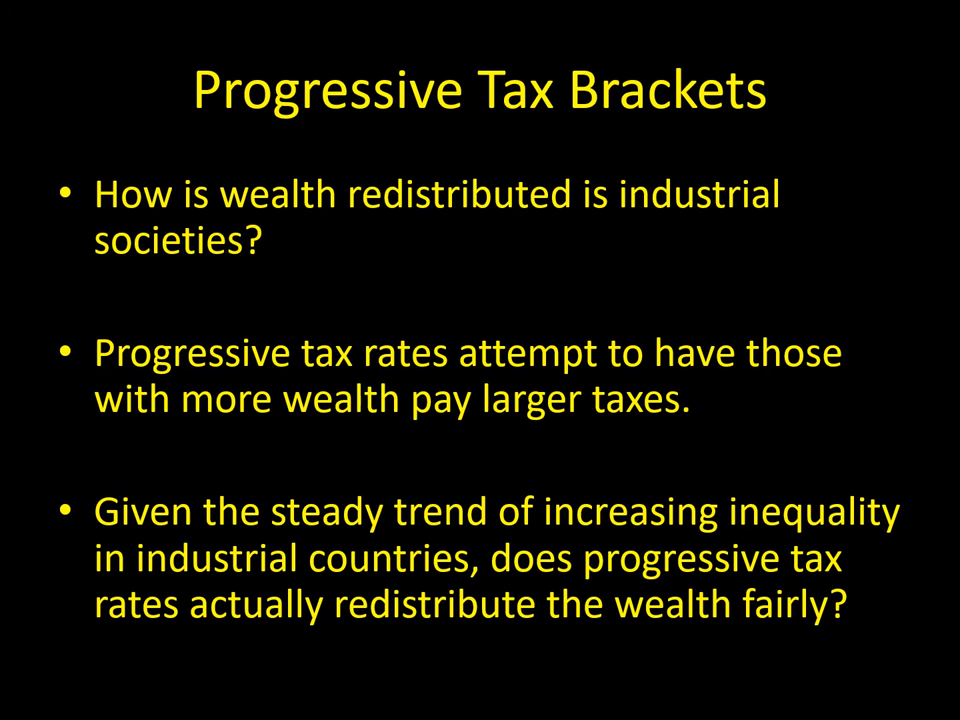 Progressive Tax Brackets
• How is wealth redistributed is industrial
societies?
• Progressive tax rates attempt to have those
with more wealth pay larger taxes.
• Given the steady trend of increasing inequality
in industrial countries, does progressive tax
rates actually redistribute the wealth fairly?